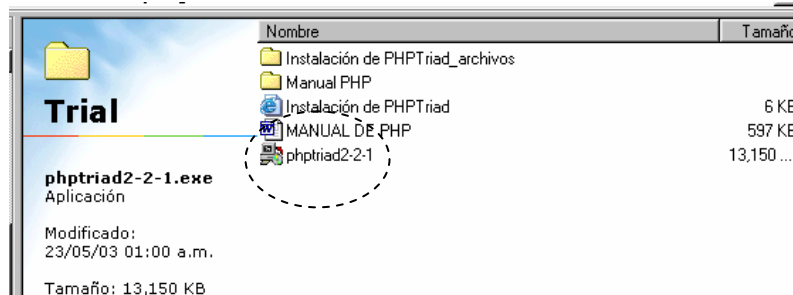 Nombre Tamaño
Instalación de PHPTriad_archivos
Manual PHP
Trial
Instalación de PHPTriad 6 KB
MANUAL DE PHP 597 KB
phptriad2-2-1 13,150 ...
phptriad2-2-1.exe
Aplicación
Modificado:
23/05/03 01:00 a.m.
Tamaño: 13,150 KB